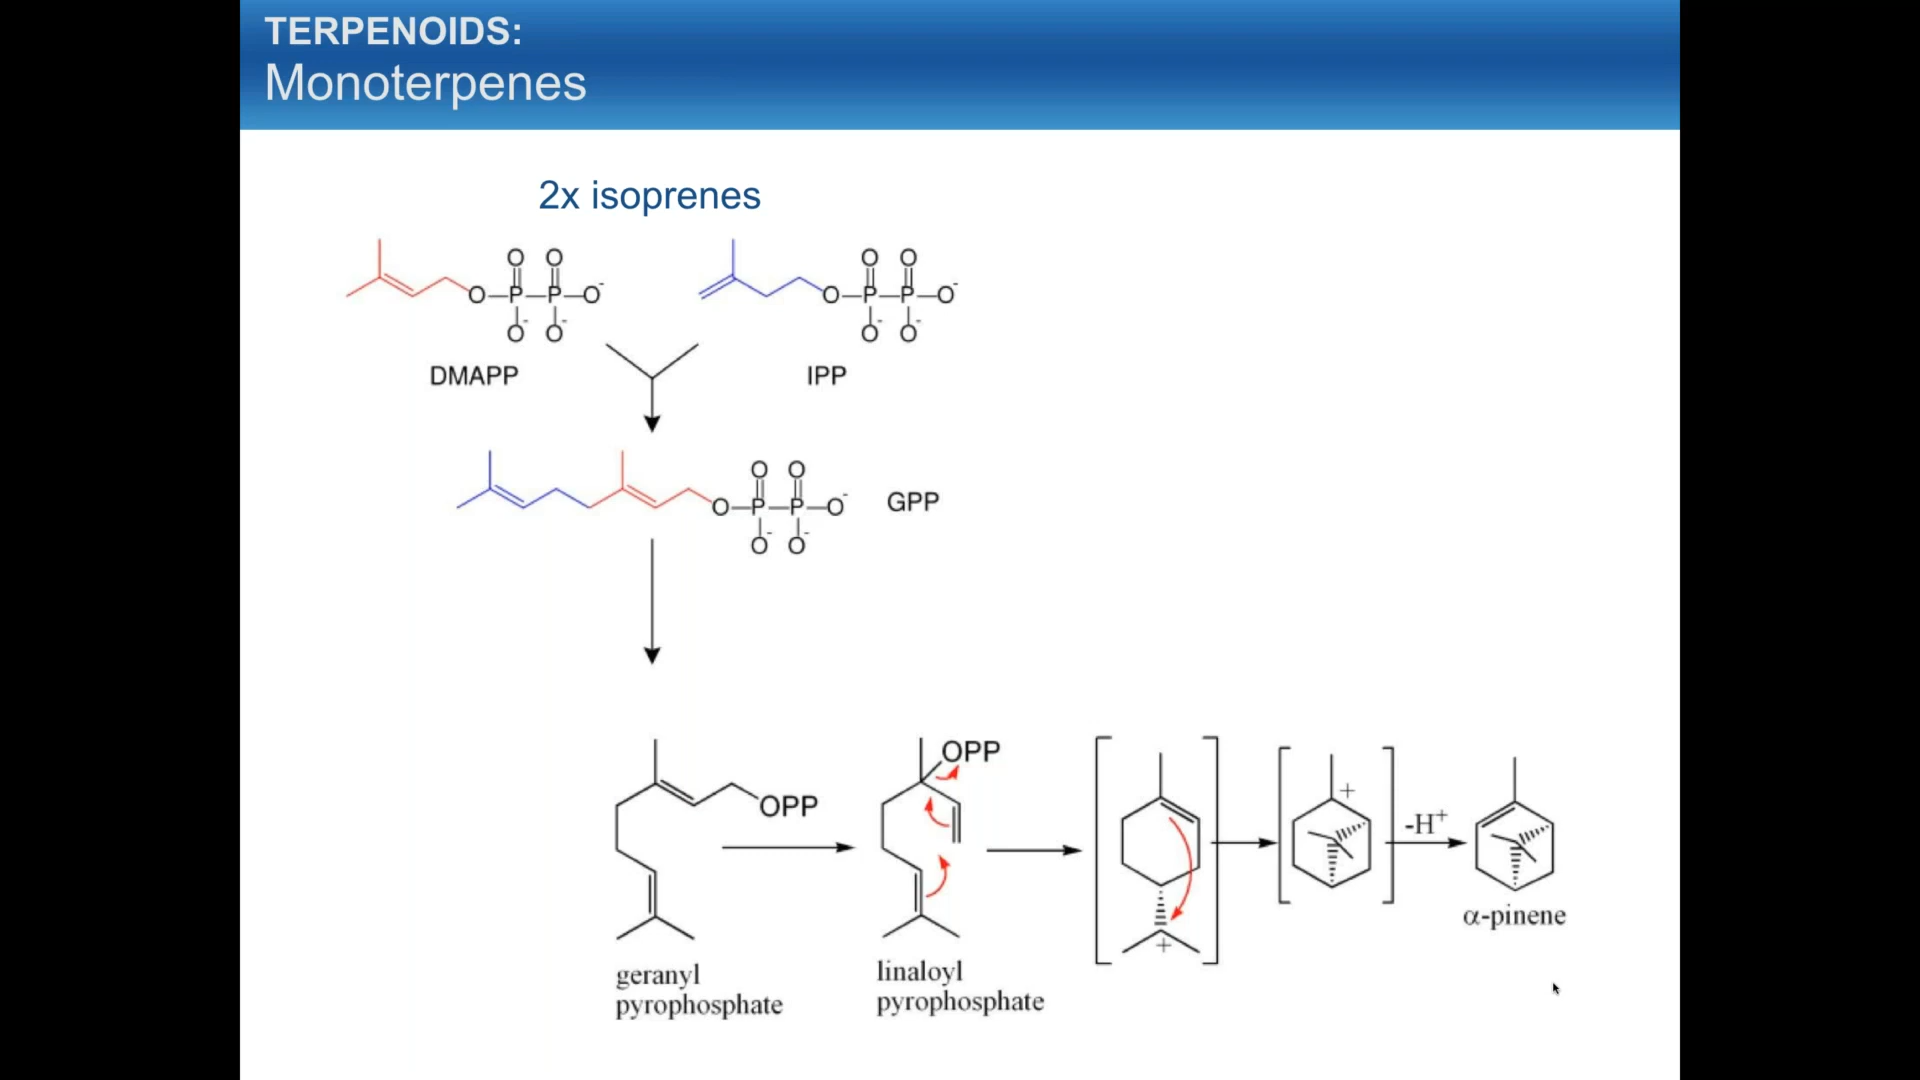 TERPENOIDS:
Monoterpenes
2x isoprenes
O O
O-P-P-O-
O- O-
DMAPP
O O
O-P-P-O-
O- O-
IPP
O O
O-P-P-O-
O- O-
GPP
OPP
geranyl
pyrophosphate
OPP
linaloyl
pyrophosphate
+
+
-H+
α-pinene